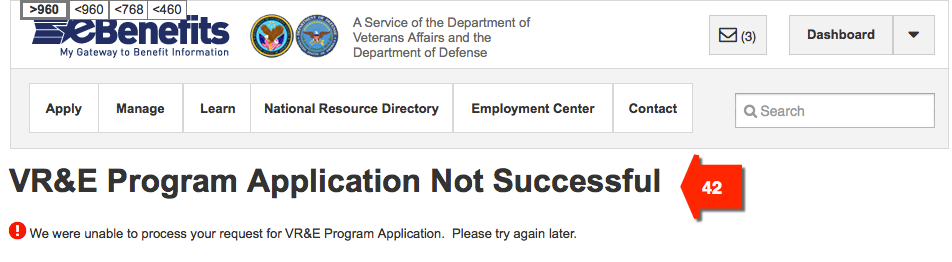 >960 <960 <768 <460
eBenefits
My Gateway to Benefit Information
A Service of the Department of
Veterans Affairs and the
Department of Defense
(3)
Dashboard
Apply Manage Learn National Resource Directory Employment Center Contact
Search
VR&E Program Application Not Successful
42
We were unable to process your request for VR&E Program Application.  Please try again later.